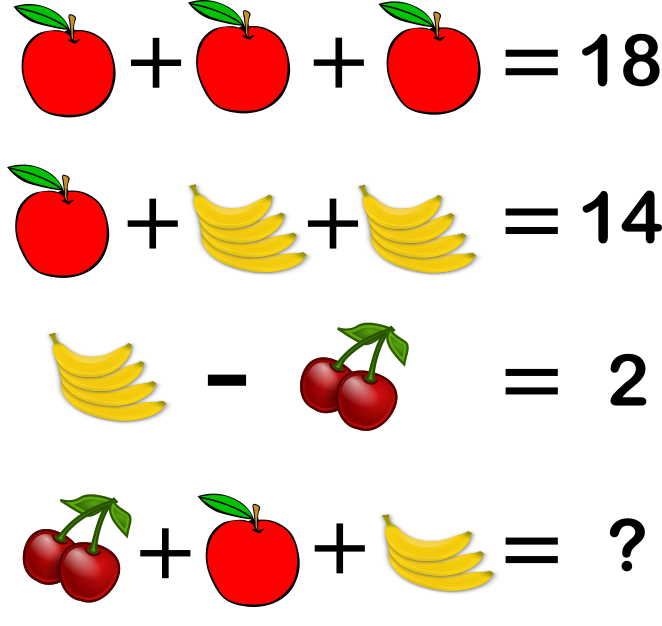 + + = 18
+ + = 14
- = 2
+ + = ?